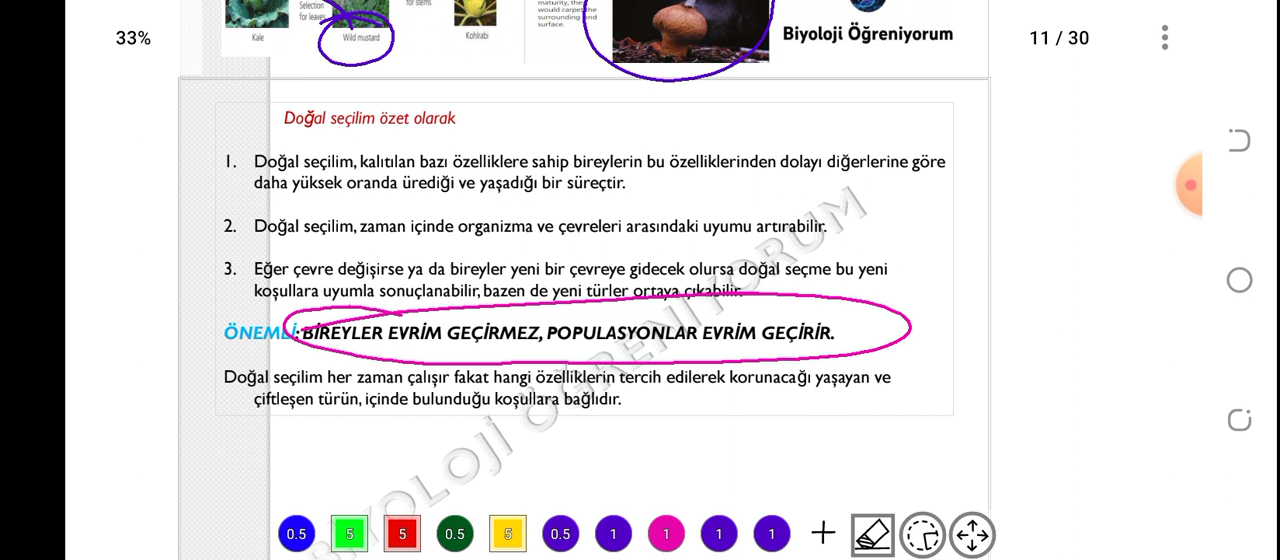 Selection
for leaves
for stems
maturity, the
would carpet the
surrounding
surface.
Kale
Wild mustard
Kohlrabi
Biyoloji Öğreniyorum
33%
11 / 30
Doğal seçilim özet olarak
1. Doğal seçilim, kalıtılan bazı özelliklere sahip bireylerin bu özelliklerinden dolayı diğerlerine göre
daha yüksek oranda ürediği ve yaşadığı bir süreçtir.
2. Doğal seçilim, zaman içinde organizma ve çevreleri arasındaki uyumu artırabilir.
3. Eğer çevre değişirse ya da bireyler yeni bir çevreye gidecek olursa doğal seçme bu yeni
koşullara uyumla sonuçlanabilir, bazen de yeni türler ortaya çıkabilir.
ÖNEMLİ: BİREYLER EVRİM GEÇİRMEZ, POPULASYONLAR EVRİM GEÇİRİR.
Doğal seçilim her zaman çalışır fakat hangi özelliklerin tercih edilerek korunacağı yaşayan ve
çiftleşen türün, içinde bulunduğu koşullara bağlıdır.
BİYOLOJİ ÖĞRENİYORUM
0.5 5 5 0.5 5 0.5 1 1 1 1